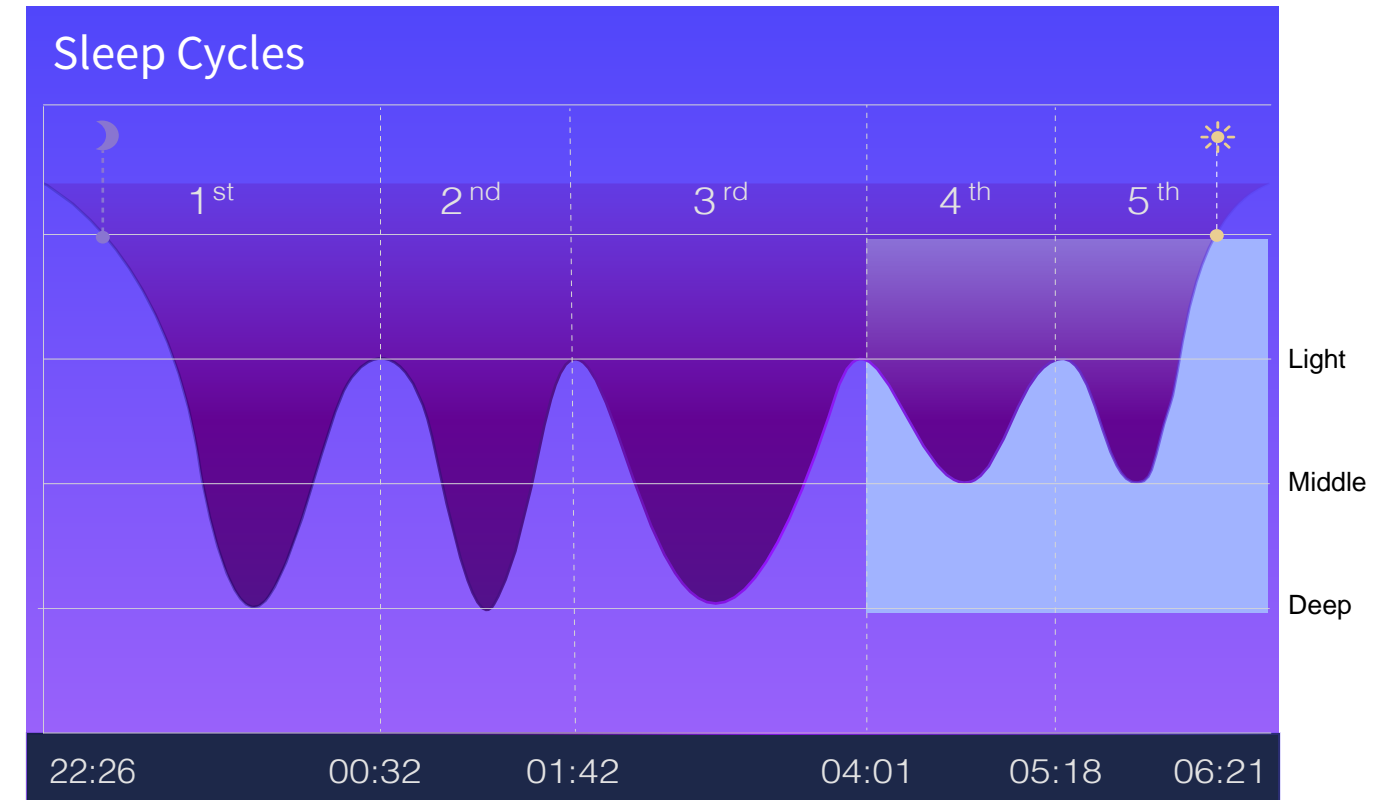 Sleep Cycles
1st 2nd 3rd 4th 5th
Light
Middle
Deep
22:26 00:32 01:42 04:01 05:18 06:21